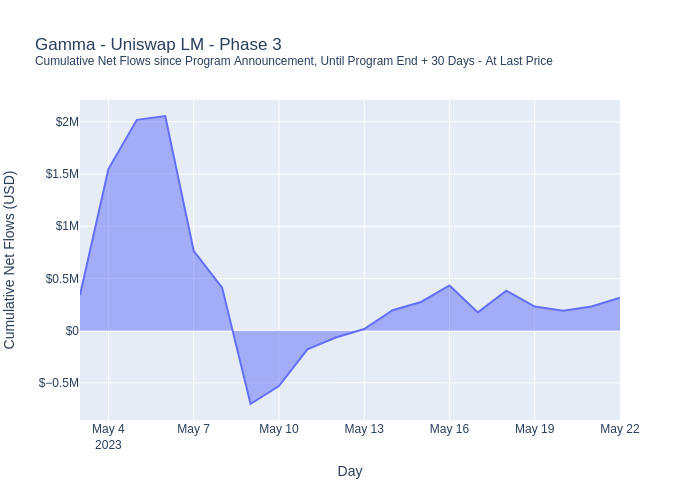 Gamma - Uniswap LM - Phase 3
Cumulative Net Flows since Program Announcement, Until Program End + 30 Days - At Last Price
Cumulative Net Flows (USD)
$2M
$1.5M
$1M
$0.5M
$0
$−0.5M
May 4 May 7 May 10 May 13 May 16 May 19 May 22
2023
Day